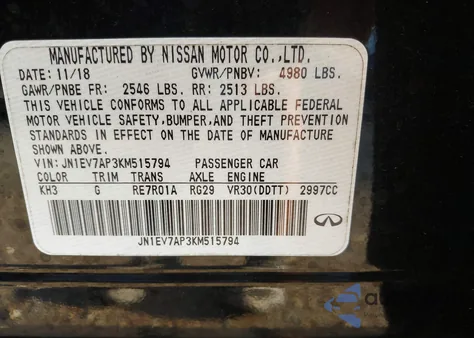 MANUFACTURED BY NISSAN MOTOR CO.,LTD.
DATE: 11/18 GVWR/PNBV: 4980 LBS.
GAWR/PNBE FR: 2546 LBS. RR: 2513 LBS.
THIS VEHICLE CONFORMS TO ALL APPLICABLE FEDERAL
MOTOR VEHICLE SAFETY, BUMPER, AND THEFT PREVENTION
STANDARDS IN EFFECT ON THE DATE OF MANUFACTURE
SHOWN ABOVE.
VIN: JN1EV7AP3KM515794 PASSENGER CAR
COLOR TRIM TRANS AXLE ENGINE
KH3 G RE7R01A RG29 VR30(DDTT) 2997CC
JN1EV7AP3KM515794